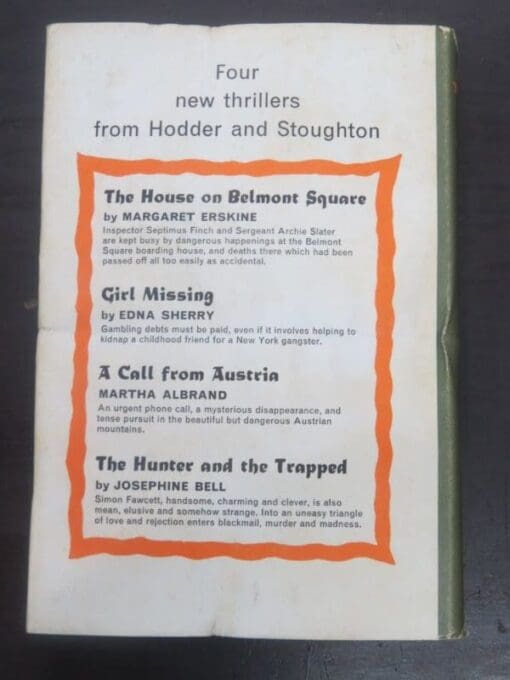 Four
new thrillers
from Hodder and Stoughton
The House on Belmont Square
by MARGARET ERSKINE
Inspector Septimus Finch and Sergeant Archie Slater
are kept busy by dangerous happenings at the Belmont
Square boarding house, and deaths there which had been
passed off all too easily as accidental.
Girl Missing
by EDNA SHERRY
Gambling debts must be paid, even if it involves helping to
kidnap a childhood friend for a New York gangster.
A Call from Austria
MARTHA ALBRAND
An urgent phone call, a mysterious disappearance, and
tense pursuit in the beautiful but dangerous Austrian
mountains.
The Hunter and the Trapped
by JOSEPHINE BELL
Simon Fawcett, handsome, charming and clever, is also
mean, elusive and somehow strange. Into an uneasy triangle
of love and rejection enters blackmail, murder and madness.